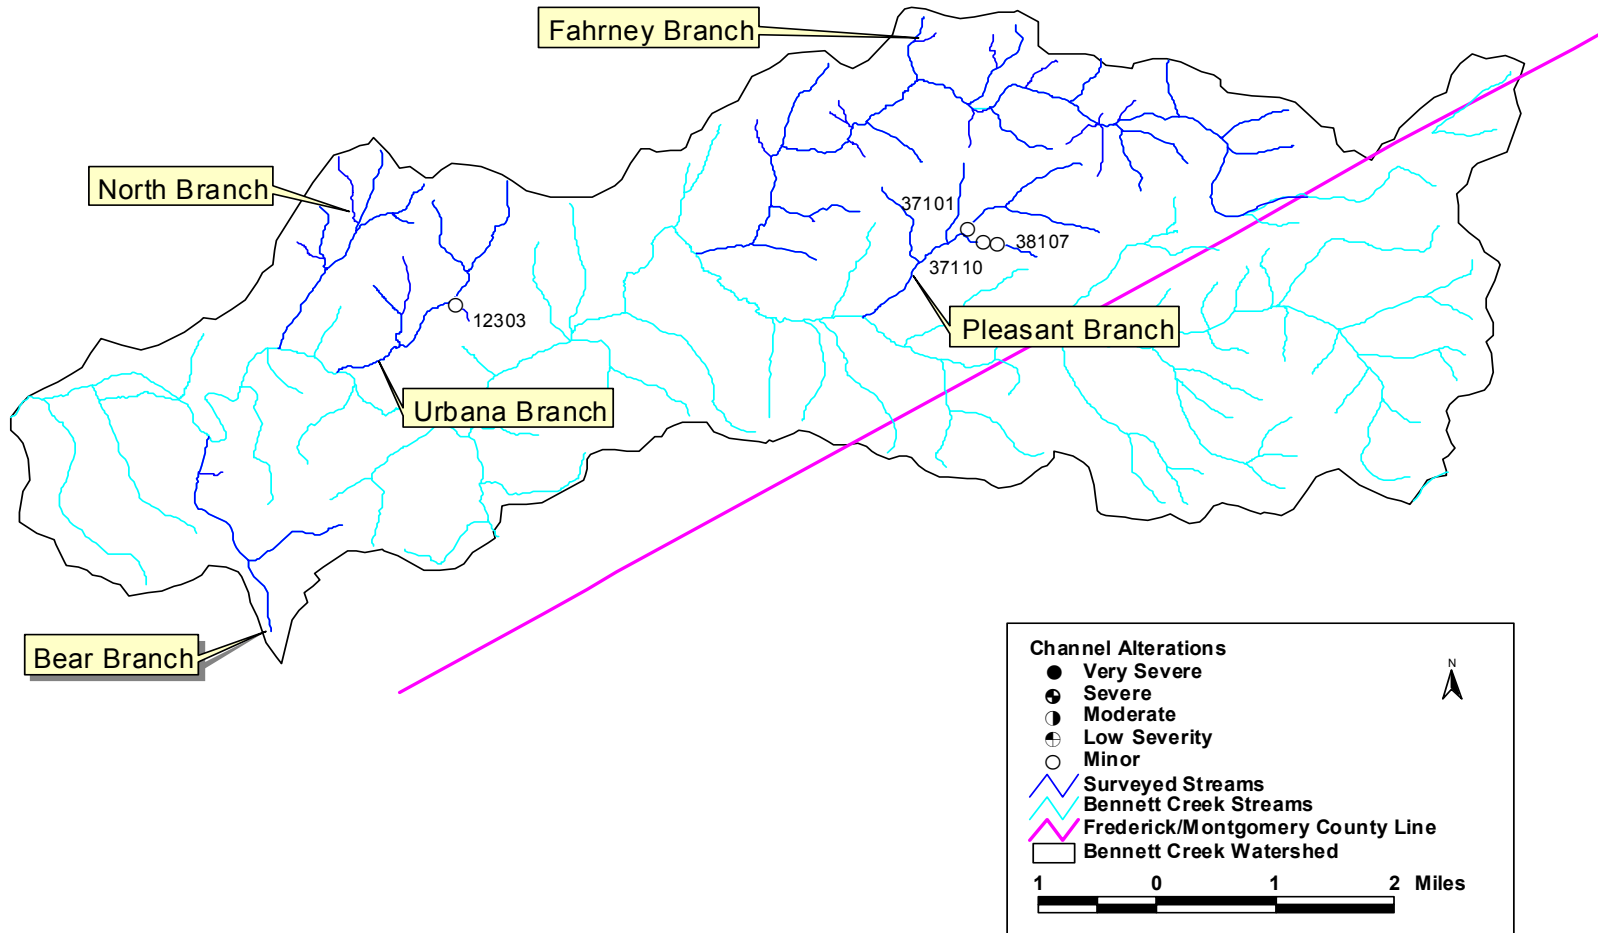 Fahrney Branch
North Branch
37101
38107
37110
12303
Pleasant Branch
Urbana Branch
Bear Branch
Channel Alterations
N
Very Severe
Severe
Moderate
Low Severity
Minor
Surveyed Streams
Bennett Creek Streams
Frederick/Montgomery County Line
Bennett Creek Watershed
1 0 1 2 Miles